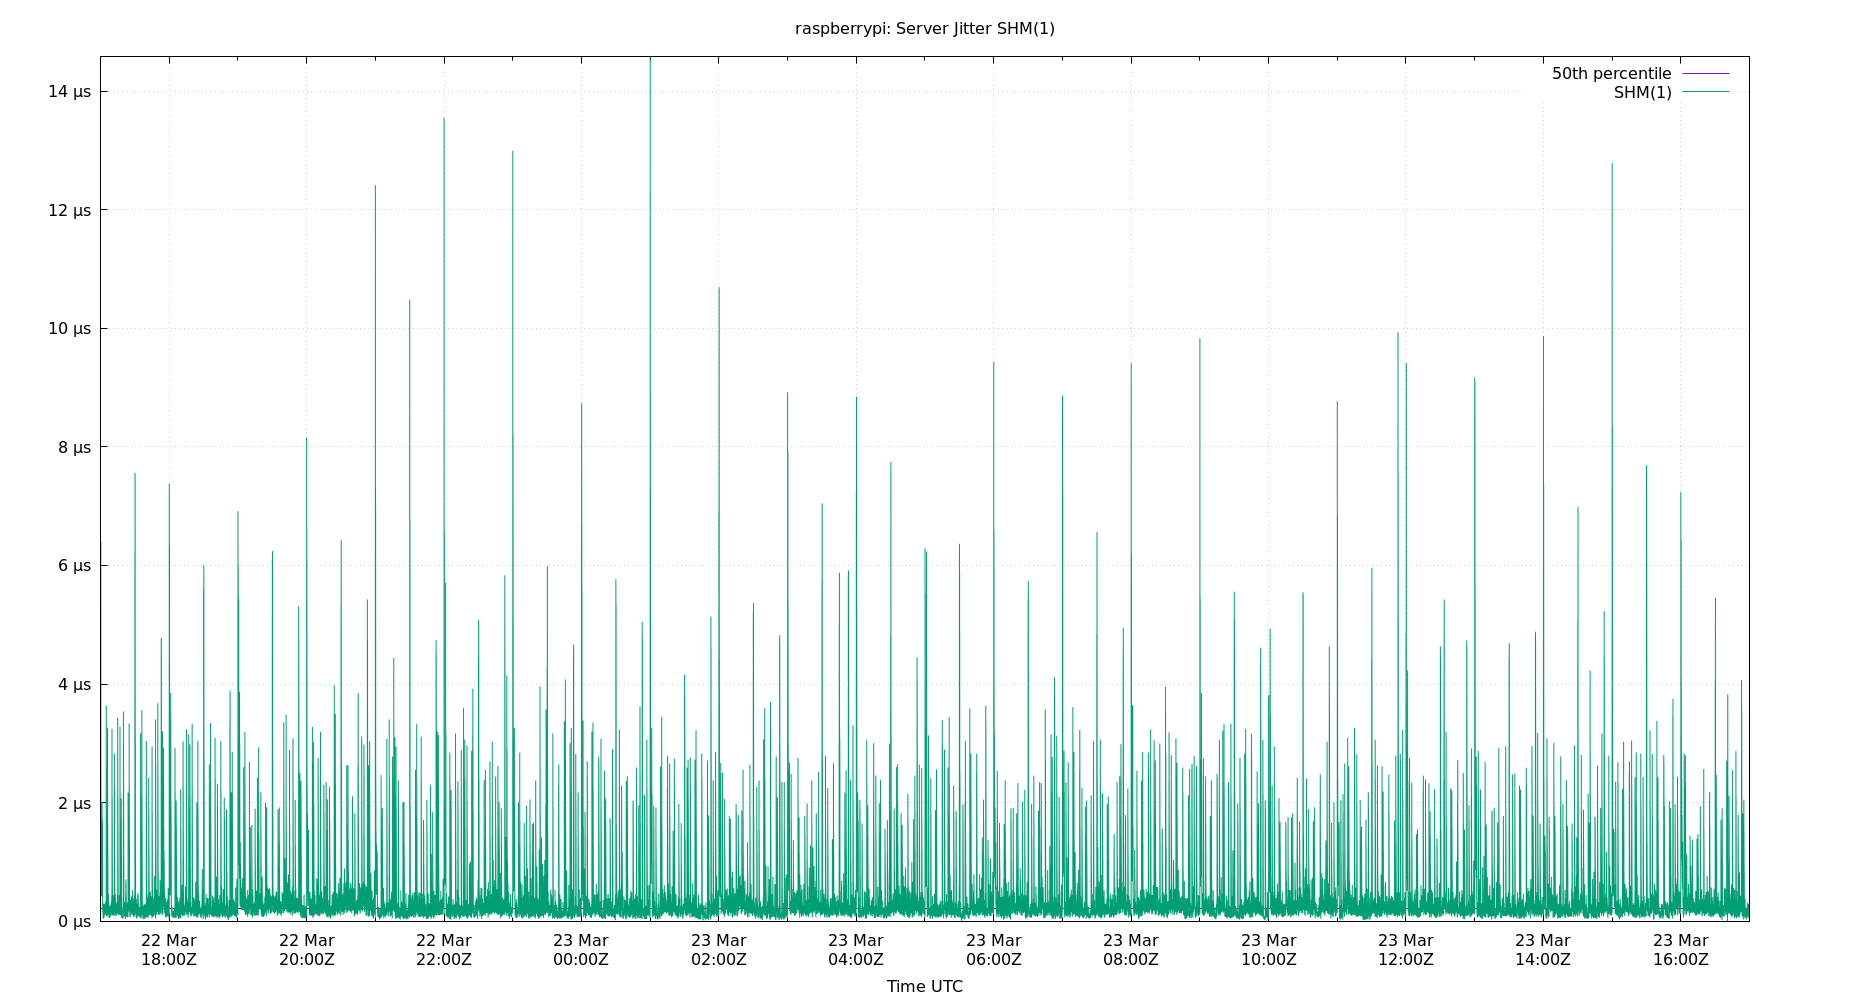 raspberrypi: Server Jitter SHM(1)
50th percentile
SHM(1)
14 µs
12 µs
10 µs
8 µs
6 µs
4 µs
2 µs
0 µs
22 Mar 22 Mar 22 Mar 23 Mar 23 Mar 23 Mar 23 Mar 23 Mar 23 Mar 23 Mar 23 Mar 23 Mar
18:00Z 20:00Z 22:00Z 00:00Z 02:00Z 04:00Z 06:00Z 08:00Z 10:00Z 12:00Z 14:00Z 16:00Z
Time UTC